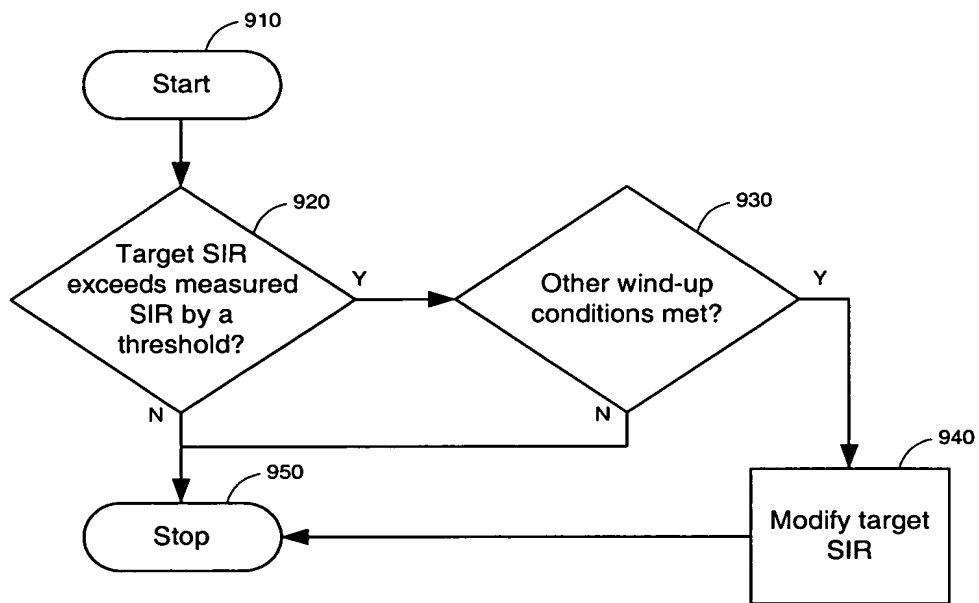 910
Start
920
Target SIR
exceeds measured
SIR by a
threshold?
Y
N
930
Other wind-up
conditions met?
Y
N
940
Modify target
SIR
950
Stop